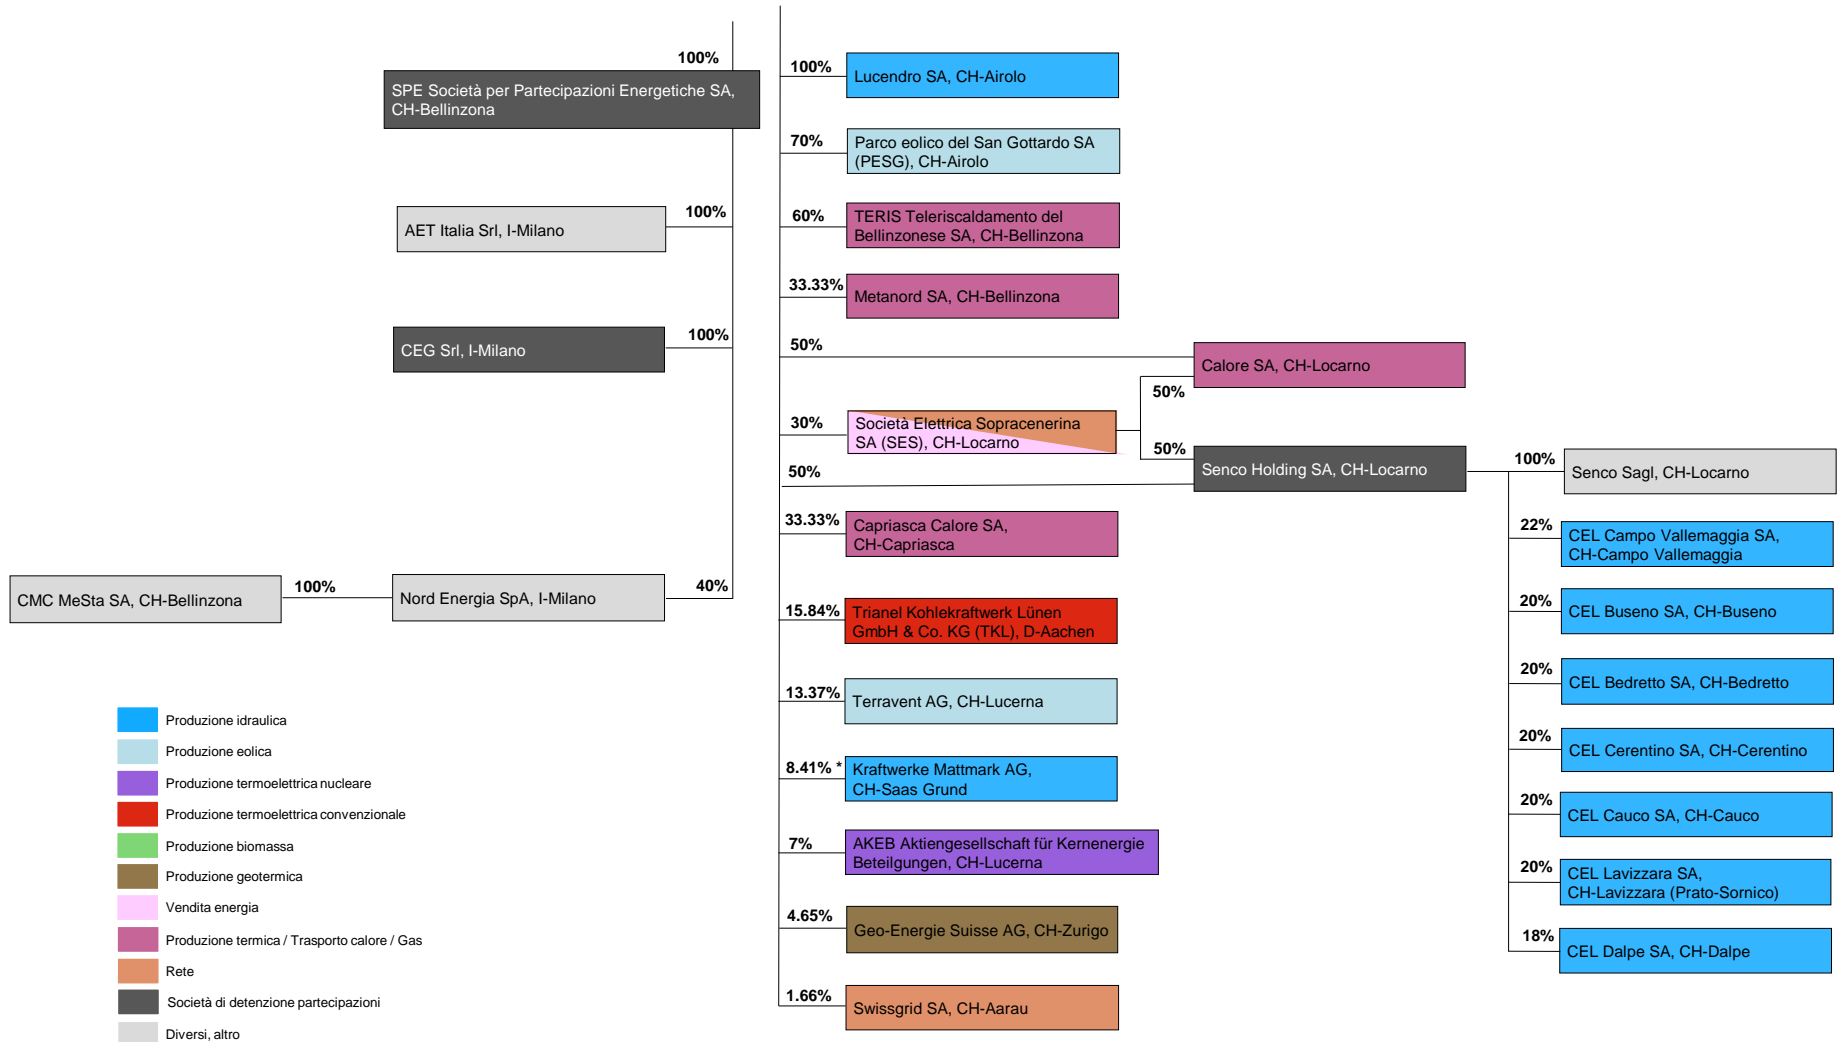 100%
SPE Società per Partecipazioni Energetiche SA,
CH-Bellinzona
100%
AET Italia Srl, I-Milano
100%
CEG Srl, I-Milano
40%
Nord Energia SpA, I-Milano
100%
CMC MeSta SA, CH-Bellinzona
100%
Lucendro SA, CH-Airolo
70%
Parco eolico del San Gottardo SA
(PESG), CH-Airolo
60%
TERIS Teleriscaldamento del
Bellinzonese SA, CH-Bellinzona
33.33%
Metanord SA, CH-Bellinzona
50%
Calore SA, CH-Locarno
50%
30%
Società Elettrica Sopracenerina
SA (SES), CH-Locarno
50%
50%
Senco Holding SA, CH-Locarno
100%
Senco Sagl, CH-Locarno
22%
CEL Campo Vallemaggia SA,
CH-Campo Vallemaggia
20%
CEL Buseno SA, CH-Buseno
20%
CEL Bedretto SA, CH-Bedretto
20%
CEL Cerentino SA, CH-Cerentino
20%
CEL Cauco SA, CH-Cauco
20%
CEL Lavizzara SA,
CH-Lavizzara (Prato-Sornico)
18%
CEL Dalpe SA, CH-Dalpe
33.33%
Capriasca Calore SA,
CH-Capriasca
15.84%
Trianel Kohlekraftwerk Lünen
GmbH & Co. KG (TKL), D-Aachen
13.37%
Terravent AG, CH-Lucerna
8.41% *
Kraftwerke Mattmark AG,
CH-Saas Grund
7%
AKEB Aktiengesellschaft für Kernenergie
Beteilgungen, CH-Lucerna
4.65%
Geo-Energie Suisse AG, CH-Zurigo
1.66%
Swissgrid SA, CH-Aarau
Produzione idraulica
Produzione eolica
Produzione termoelettrica nucleare
Produzione termoelettrica convenzionale
Produzione biomassa
Produzione geotermica
Vendita energia
Produzione termica / Trasporto calore / Gas
Rete
Società di detenzione partecipazioni
Diversi, altro